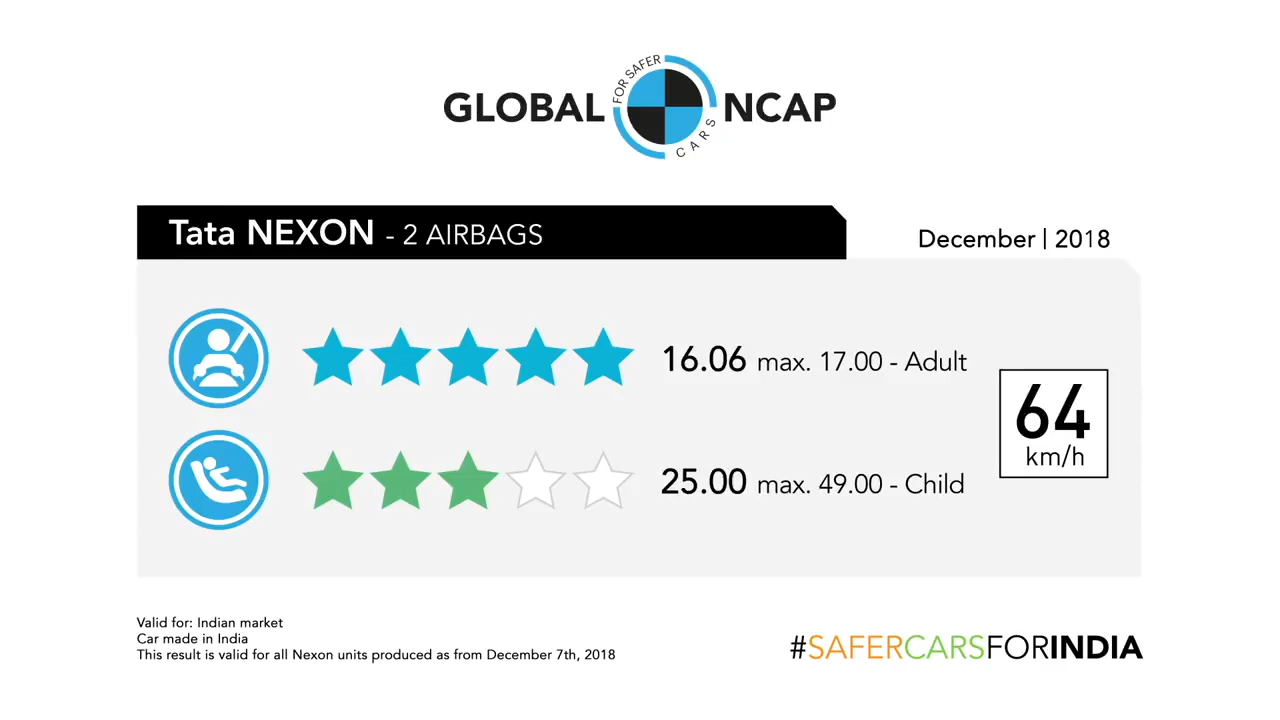 GLOBAL FOR SAFER CARS NCAP
Tata NEXON - 2 AIRBAGS
December | 2018
16.06 max. 17.00 - Adult
64
km/h
25.00 max. 49.00 - Child
Valid for: Indian market
Car made in India
This result is valid for all Nexon units produced as from December 7th, 2018
#SAFERCARSFORINDIA